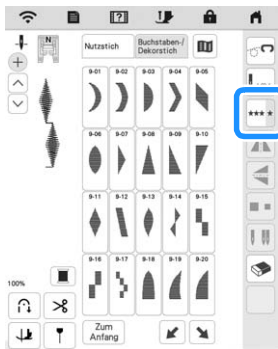 N
Nutzstich
Buchstaben-/
Dekorstich
9-01 9-02 9-03 9-04 9-05
9-06 9-07 9-08 9-09 9-10
9-11 9-12 9-13 9-14 9-15
9-16 9-17 9-18 9-19 9-20
100%
Zum
Anfang